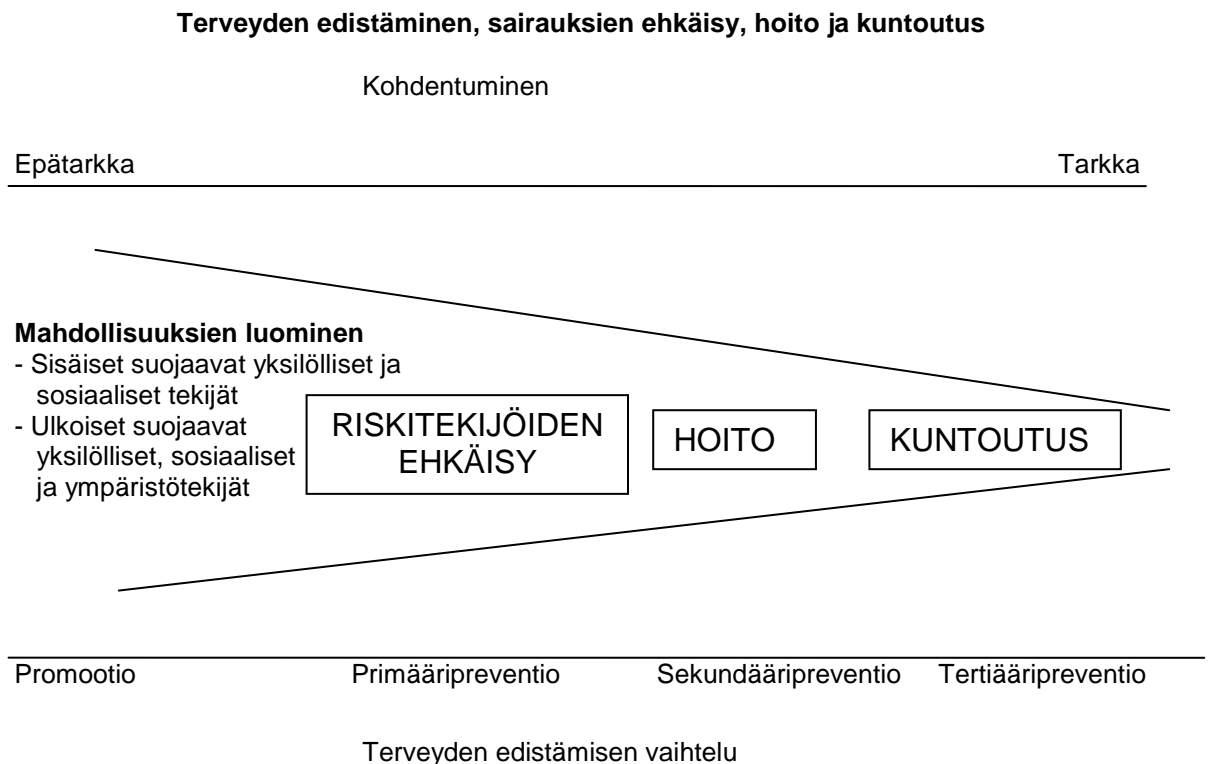 Terveyden edistäminen, sairauksien ehkäisy, hoito ja kuntoutus
Kohdentuminen
Epätarkka Tarkka
Mahdollisuuksien luominen
- Sisäiset suojaavat yksilölliset ja
sosiaaliset tekijät
- Ulkoiset suojaavat
yksilölliset, sosiaaliset
ja ympäristötekijät
RISKITEKIJÖIDEN
EHKÄISY
HOITO
KUNTOUTUS
Promootio Primääripreventio Sekundääripreventio Tertiääripreventio
Terveyden edistämisen vaihtelu